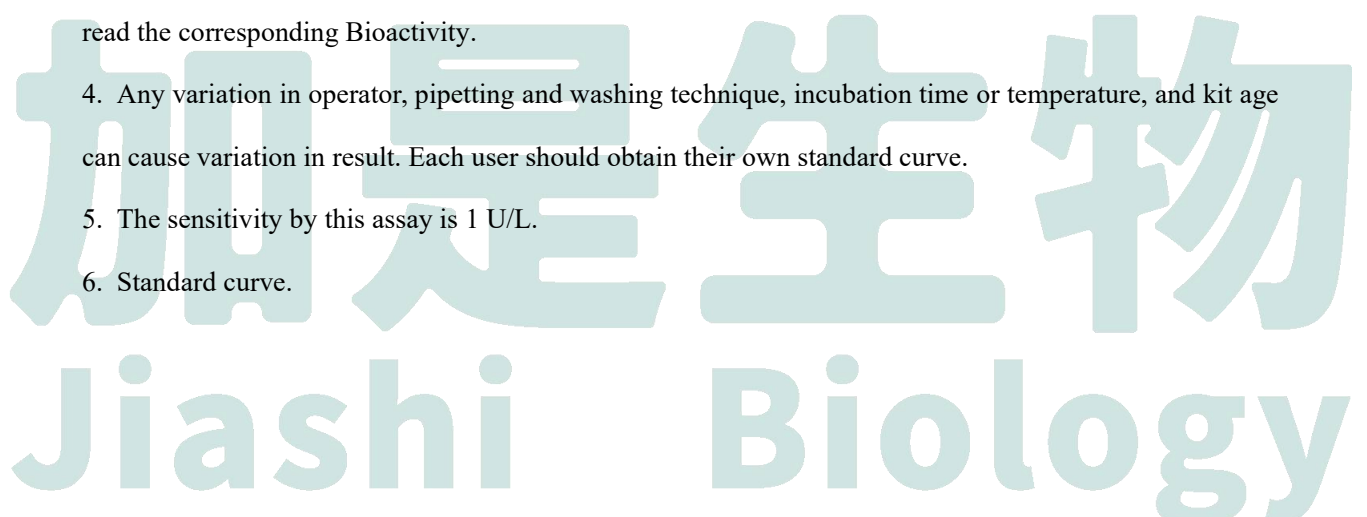 read the corresponding Bioactivity.
4. Any variation in operator, pipetting and washing technique, incubation time or temperature, and kit age
can cause variation in result. Each user should obtain their own standard curve.
5. The sensitivity by this assay is 1 U/L.
6. Standard curve.
加是生物
Jiashi Biology